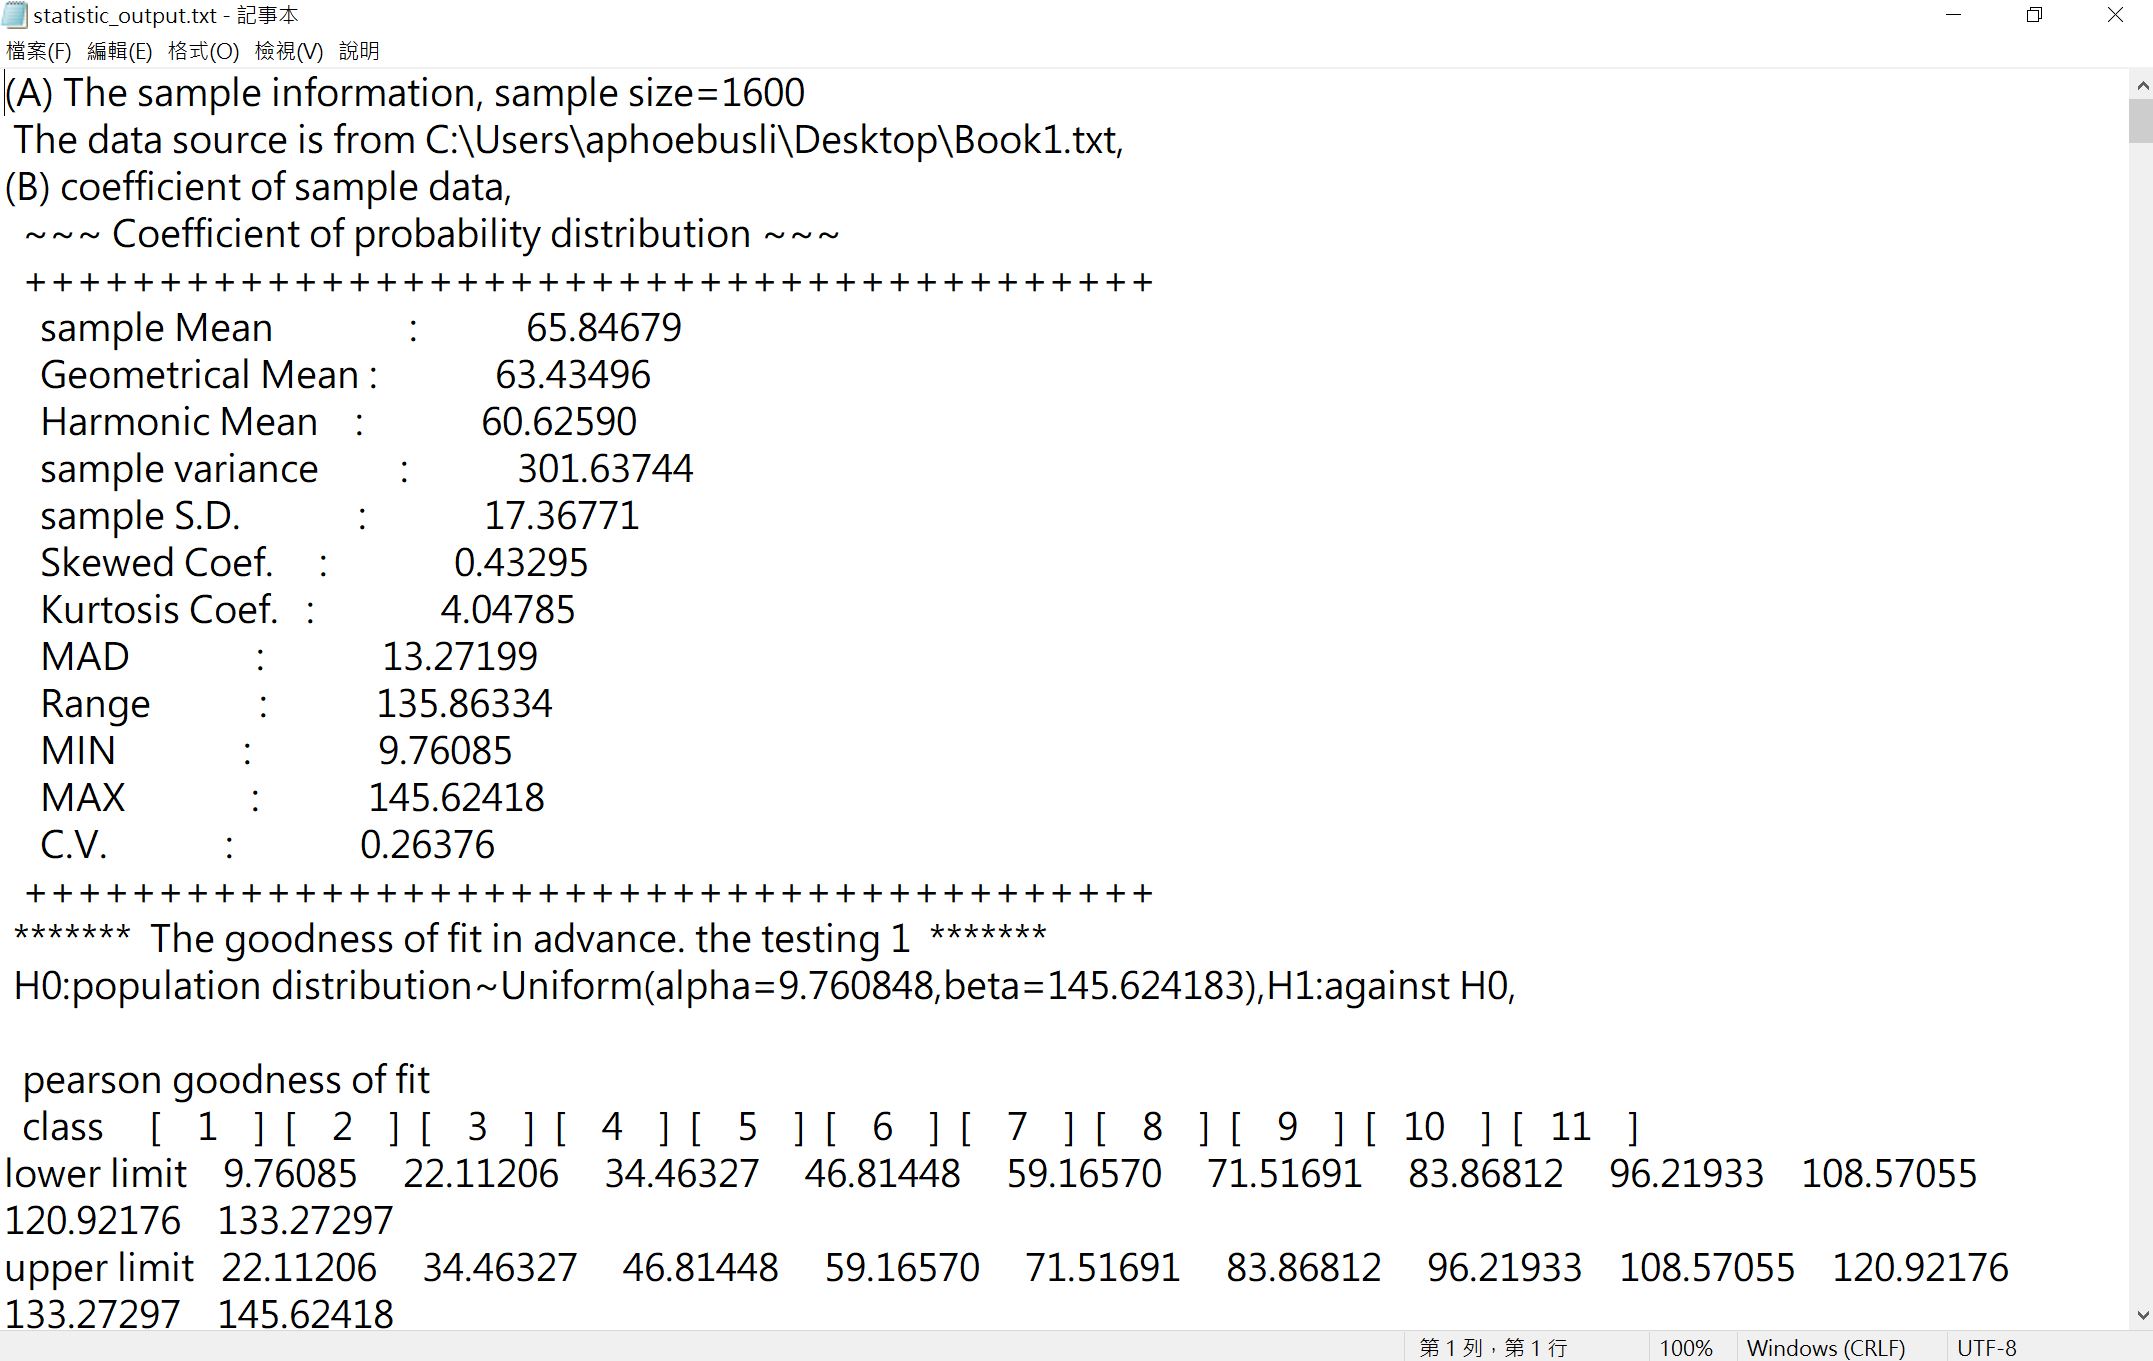 statistic_output.txt - 記事本
檔案(F) 編輯(E) 格式(O) 檢視(V) 說明
(A) The sample information, sample size=1600
The data source is from C:\Users\aphoebusli\Desktop\Book1.txt,
(B) coefficient of sample data,
~~~ Coefficient of probability distribution ~~~
++++++++++++++++++++++++++++++++++++++++++
sample Mean : 65.84679
Geometrical Mean : 63.43496
Harmonic Mean : 60.62590
sample variance : 301.63744
sample S.D. : 17.36771
Skewed Coef. : 0.43295
Kurtosis Coef. : 4.04785
MAD : 13.27199
Range : 135.86334
MIN : 9.76085
MAX : 145.62418
C.V. : 0.26376
++++++++++++++++++++++++++++++++++++++++++
******* The goodness of fit in advance. the testing 1 *******
H0:population distribution~Uniform(alpha=9.760848,beta=145.624183),H1:against H0,
pearson goodness of fit
class [ 1 ] [ 2 ] [ 3 ] [ 4 ] [ 5 ] [ 6 ] [ 7 ] [ 8 ] [ 9 ] [ 10 ] [ 11 ]
lower limit 9.76085 22.11206 34.46327 46.81448 59.16570 71.51691 83.86812 96.21933 108.57055
120.92176 133.27297
upper limit 22.11206 34.46327 46.81448 59.16570 71.51691 83.86812 96.21933 108.57055 120.92176
133.27297 145.62418
第 1 列，第 1 行 100% Windows (CRLF) UTF-8